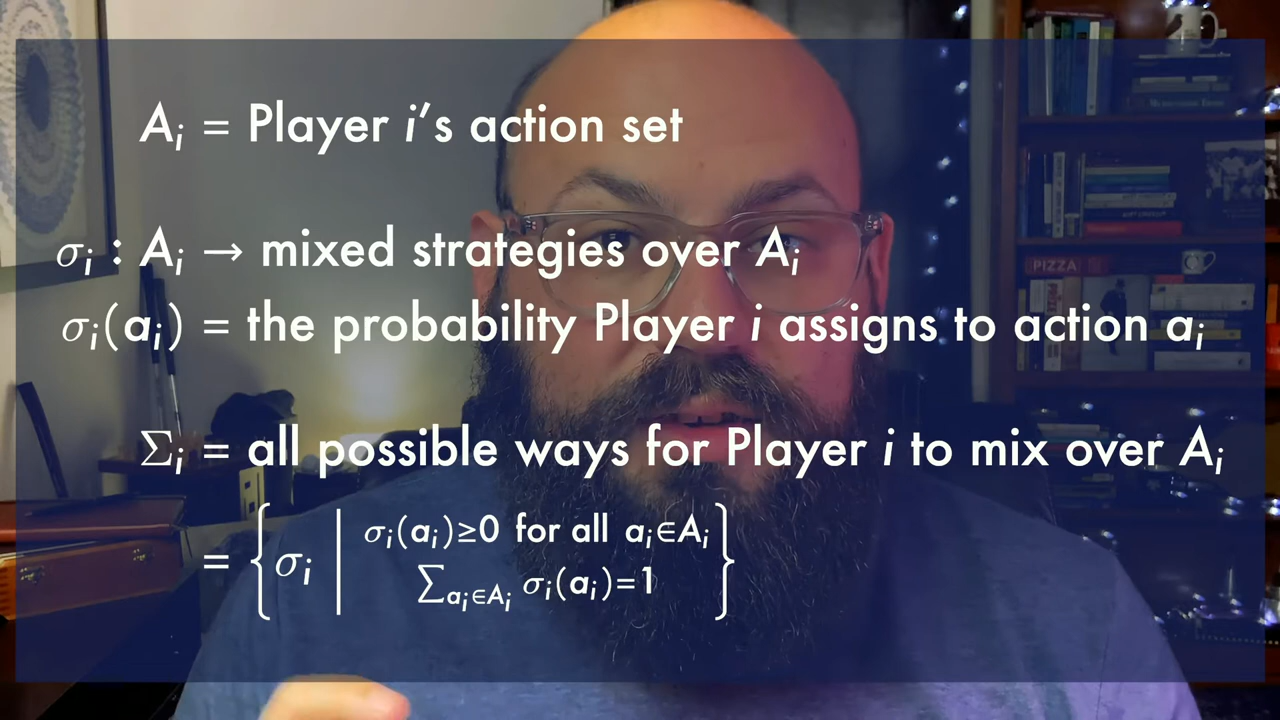 Aᵢ = Player i's action set
σᵢ : Aᵢ → mixed strategies over Aᵢ
σᵢ(aᵢ) = the probability Player i assigns to action aᵢ
Σᵢ = all possible ways for Player i to mix over Aᵢ
= { σᵢ | σᵢ(aᵢ)≥0 for all aᵢ∈Aᵢ
∑aᵢ∈Aᵢ σᵢ(aᵢ)=1 }
PIZZA